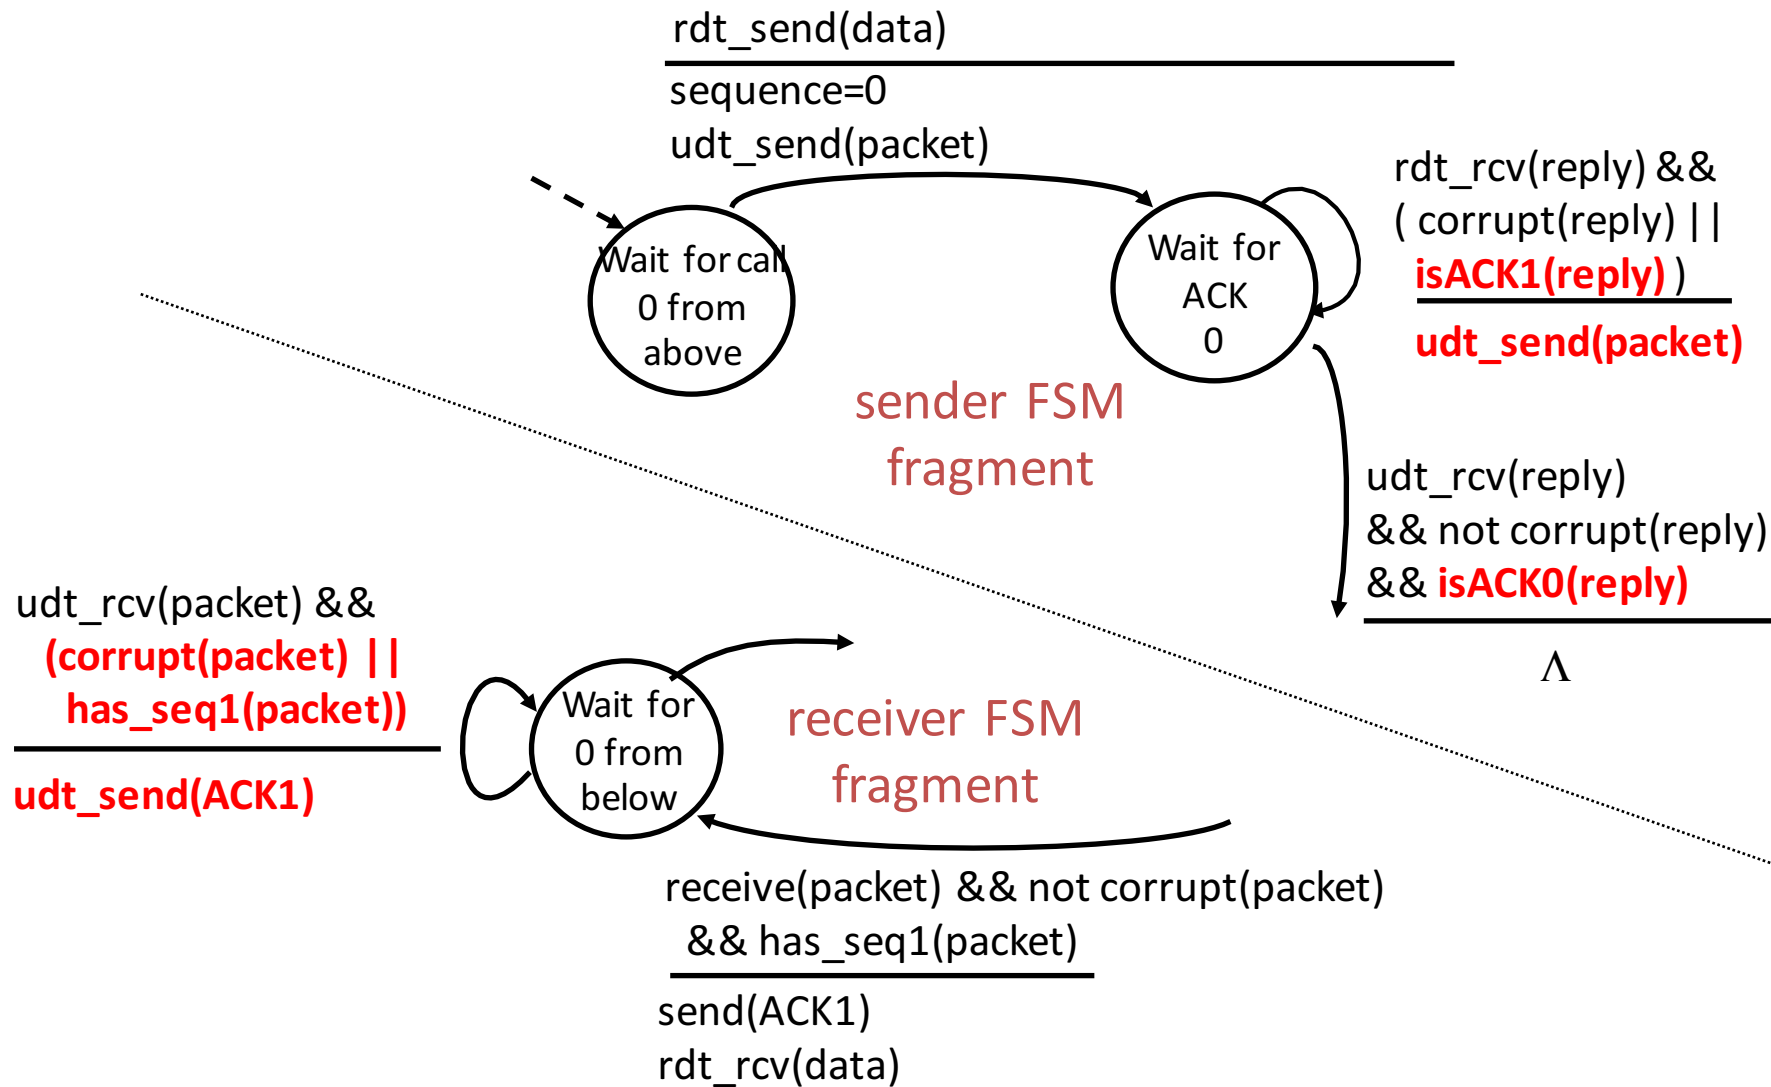 rdt_send(data)
sequence=0
udt_send(packet)
rdt_rcv(reply) &&
( corrupt(reply) ||
isACK1(reply) )
udt_send(packet)
Wait for call
0 from
above
Wait for
ACK
0
sender FSM
fragment
udt_rcv(reply)
&& not corrupt(reply)
&& isACK0(reply)
Λ
udt_rcv(packet) &&
(corrupt(packet) ||
has_seq1(packet))
udt_send(ACK1)
Wait for
0 from
below
receiver FSM
fragment
receive(packet) && not corrupt(packet)
&& has_seq1(packet)
send(ACK1)
rdt_rcv(data)